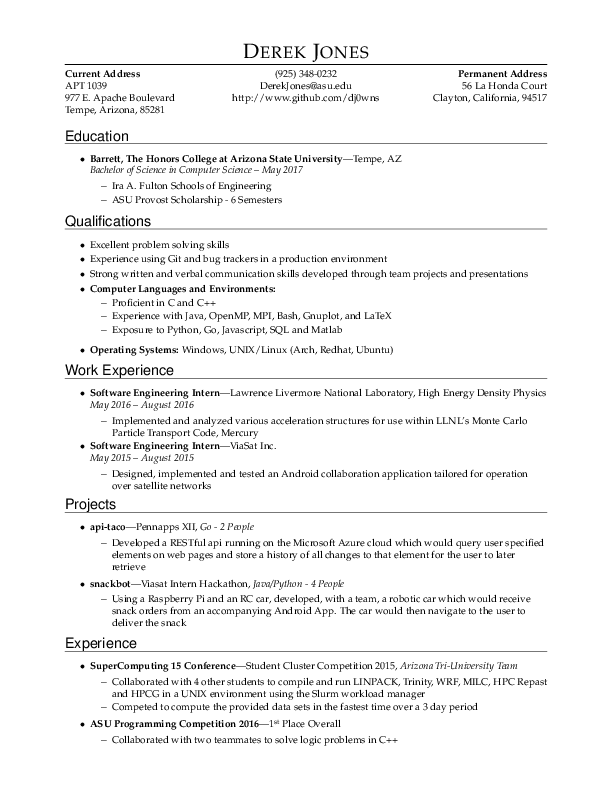 DEREK JONES
Current Address
APT 1039
977 E. Apache Boulevard
Tempe, Arizona, 85281
(925) 348-0232
DerekJones@asu.edu
http://www.github.com/dj0wns
Permanent Address
56 La Honda Court
Clayton, California, 94517
Education
• Barrett, The Honors College at Arizona State University—Tempe, AZ
Bachelor of Science in Computer Science – May 2017
– Ira A. Fulton Schools of Engineering
– ASU Provost Scholarship - 6 Semesters
Qualifications
• Excellent problem solving skills
• Experience using Git and bug trackers in a production environment
• Strong written and verbal communication skills developed through team projects and presentations
• Computer Languages and Environments:
– Proficient in C and C++
– Experience with Java, OpenMP, MPI, Bash, Gnuplot, and LaTeX
– Exposure to Python, Go, Javascript, SQL and Matlab
• Operating Systems: Windows, UNIX/Linux (Arch, Redhat, Ubuntu)
Work Experience
• Software Engineering Intern—Lawrence Livermore National Laboratory, High Energy Density Physics
May 2016 – August 2016
– Implemented and analyzed various acceleration structures for use within LLNL's Monte Carlo
Particle Transport Code, Mercury
• Software Engineering Intern—ViaSat Inc.
May 2015 – August 2015
– Designed, implemented and tested an Android collaboration application tailored for operation
over satellite networks
Projects
• api-taco—Pennapps XII, Go - 2 People
– Developed a RESTful api running on the Microsoft Azure cloud which would query user specified
elements on web pages and store a history of all changes to that element for the user to later
retrieve
• snackbot—Viasat Intern Hackathon, Java/Python - 4 People
– Using a Raspberry Pi and an RC car, developed, with a team, a robotic car which would receive
snack orders from an accompanying Android App. The car would then navigate to the user to
deliver the snack
Experience
• SuperComputing 15 Conference—Student Cluster Competition 2015, Arizona Tri-University Team
– Collaborated with 4 other students to compile and run LINPACK, Trinity, WRF, MILC, HPC Repast
and HPCG in a UNIX environment using the Slurm workload manager
– Competed to compute the provided data sets in the fastest time over a 3 day period
• ASU Programming Competition 2016—1st Place Overall
– Collaborated with two teammates to solve logic problems in C++